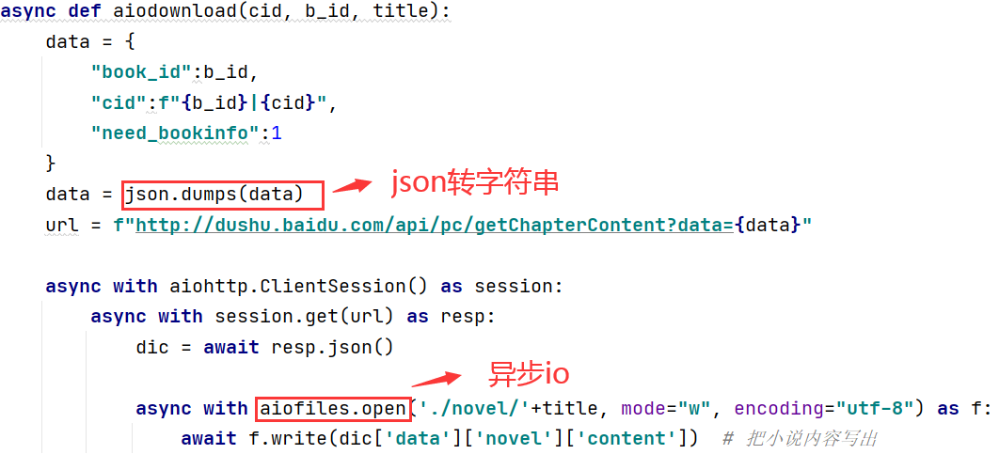 async def aiodownload(cid, b_id, title):
    data = {
        "book_id":b_id,
        "cid":f"{b_id}|{cid}",
        "need_bookinfo":1
    }
    data = json.dumps(data) json转字符串
    url = f"http://dushu.baidu.com/api/pc/getChapterContent?data={data}"
    async with aiohttp.ClientSession() as session:
        async with session.get(url) as resp:
            dic = await resp.json()
异步io
            async with aiofiles.open('./novel/'+title, mode="w", encoding="utf-8") as f:
                await f.write(dic['data']['novel']['content'])  # 把小说内容写出